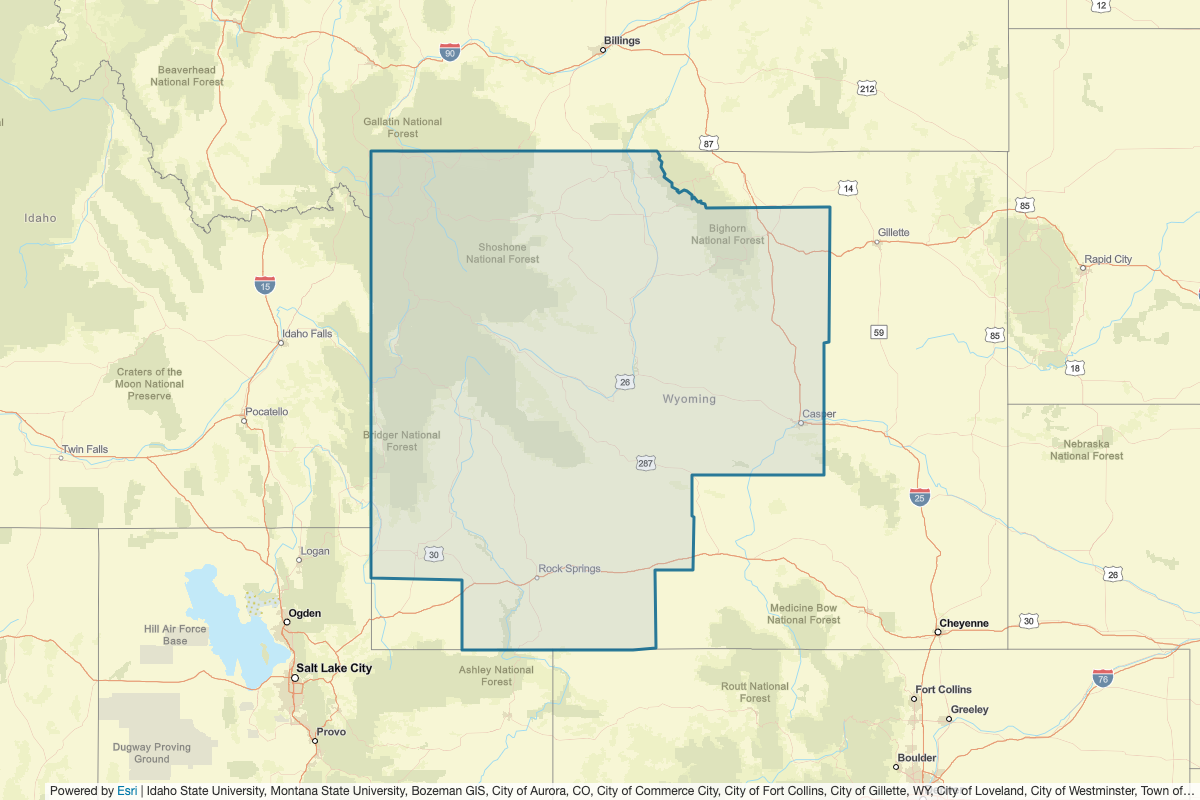 12
Billings
90
Beaverhead
National Forest
212
Gallatin National
Forest
87
14
85
Idaho
Bighorn
National Forest
Gillette
Shoshone
National Forest
Rapid City
15
Idaho Falls
59
85
Craters of the
Moon National
Preserve
18
26
Wyoming
Pocatello
Casper
Bridger National
Forest
Twin Falls
Nebraska
National Forest
287
25
Logan
30
Rock Springs
26
Ogden
Medicine Bow
National Forest
Hill Air Force
Base
Cheyenne
30
Salt Lake City
Ashley National
Forest
76
Routt National
Forest
Fort Collins
Greeley
Provo
Dugway Proving
Ground
Boulder
Powered by Esri | Idaho State University, Montana State University, Bozeman GIS, City of Aurora, CO, City of Commerce City, City of Fort Collins, City of Gillette, WY, City of Loveland, City of Westminster, Town of…